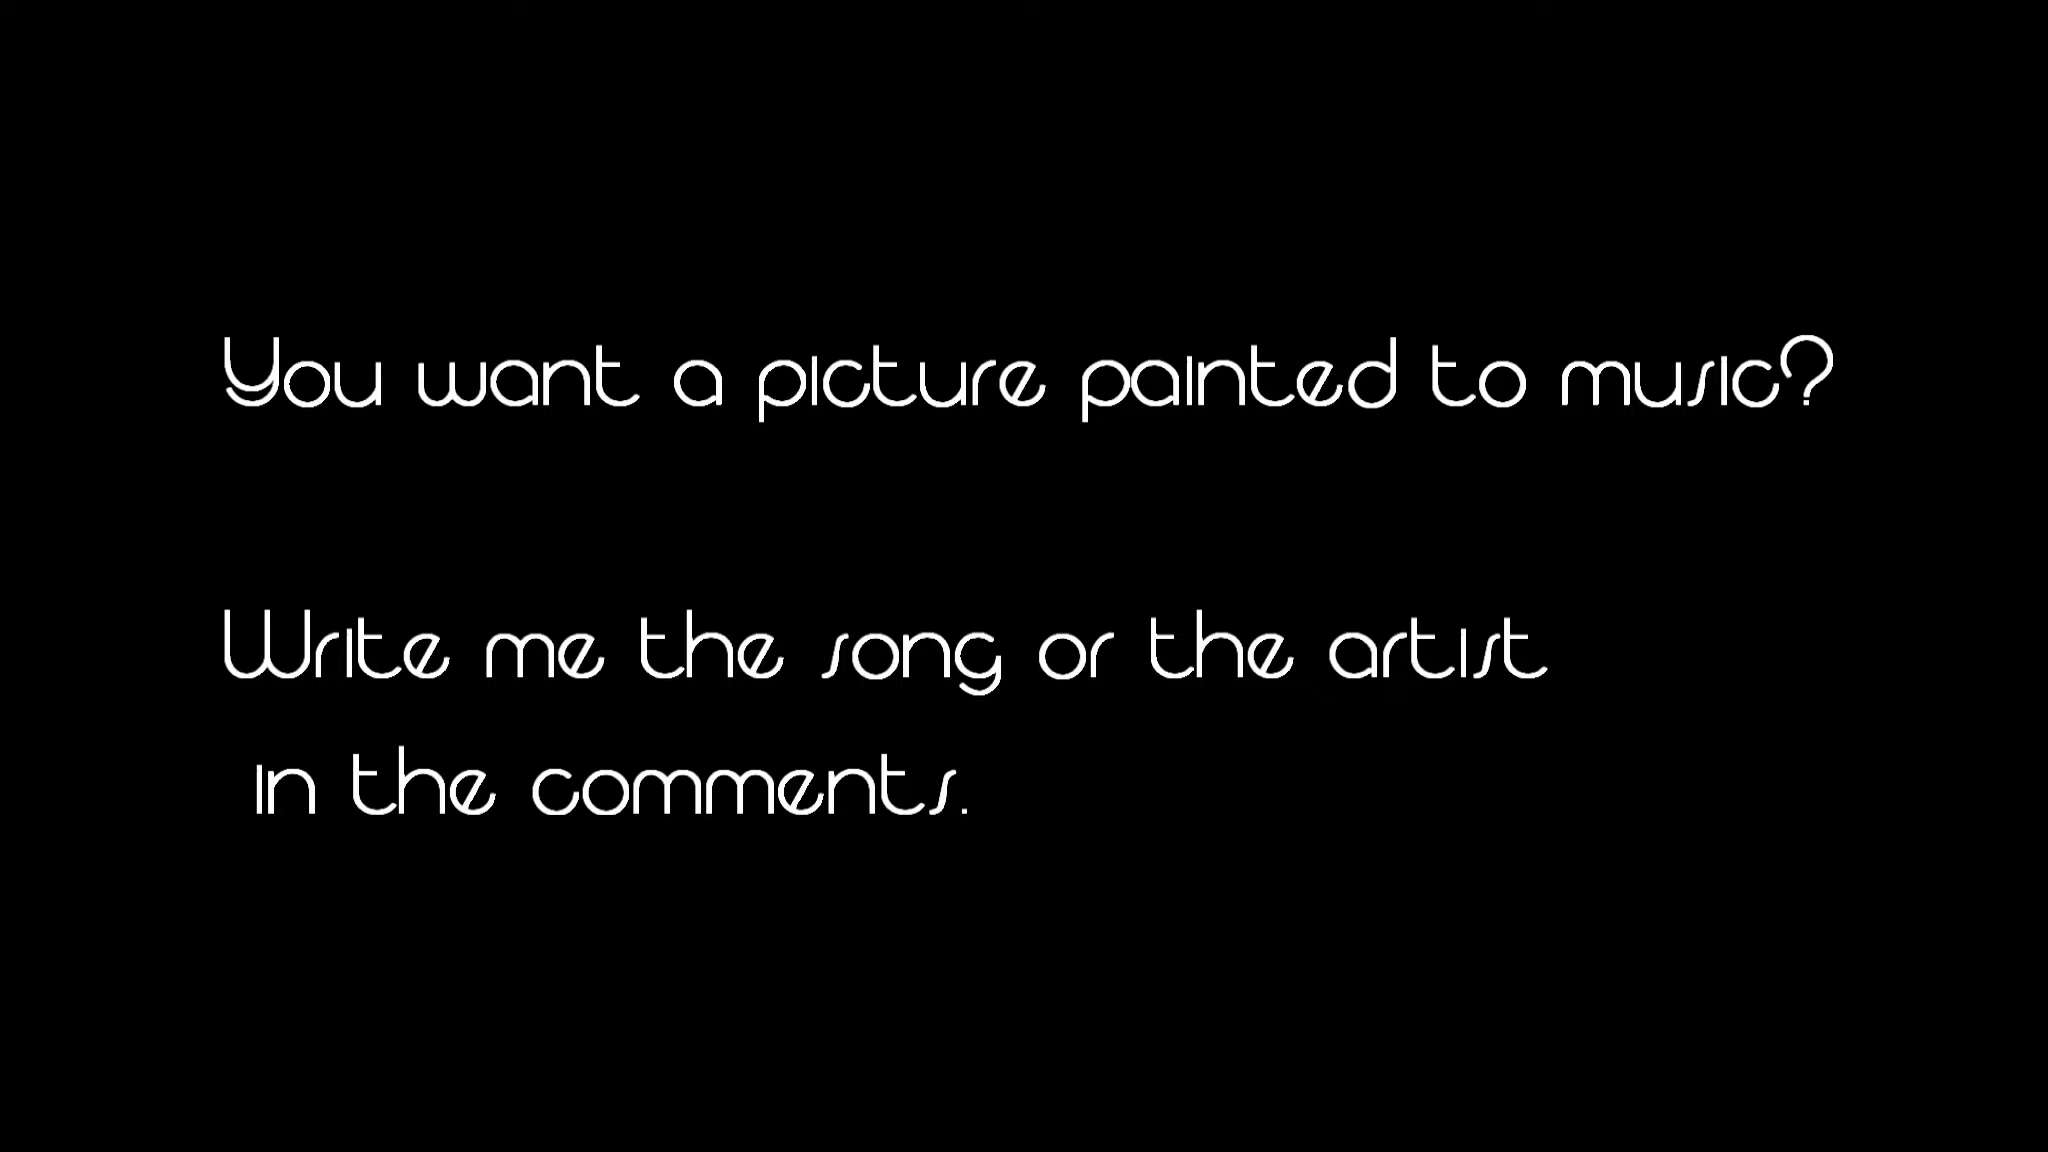 You want a picture painted to music?
Write me the song or the artist
in the comments.